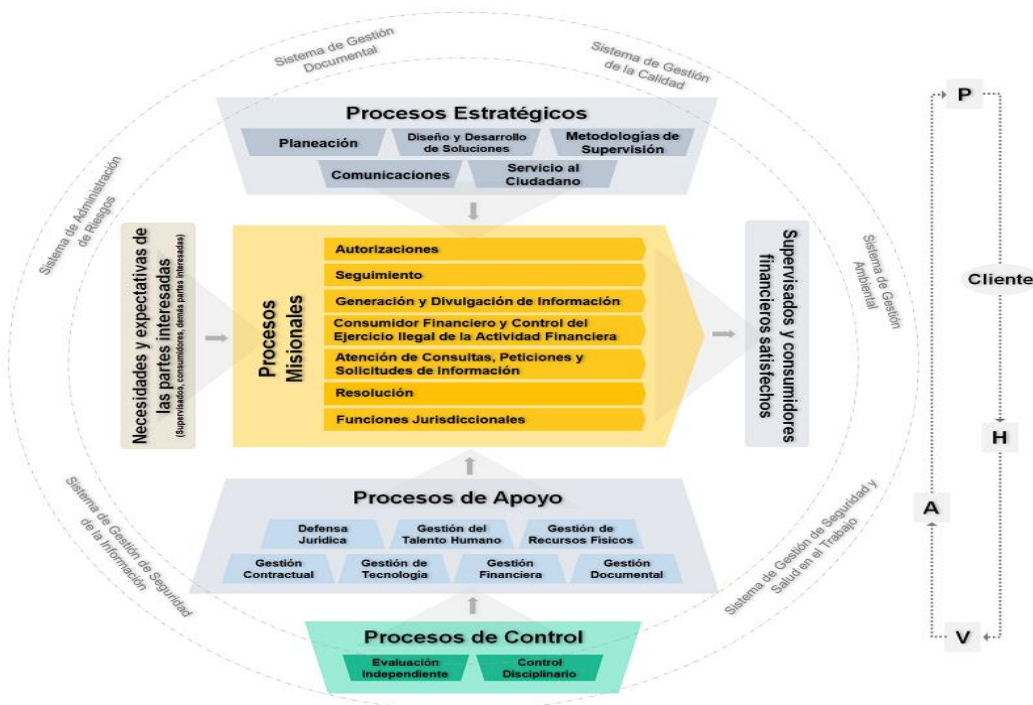 Sistema de Gestión
Documental
Sistema de Gestión
de la Calidad
Sistema de Administración
de Riesgos
Sistema de Gestión
Ambiental
Sistema de Gestión de Seguridad
de la Información
Sistema de Gestión de Seguridad y
Salud en el Trabajo
Procesos Estratégicos
Planeación
Diseño y Desarrollo
de Soluciones
Metodologías de
Supervisión
Comunicaciones
Servicio al
Ciudadano
Necesidades y expectativas de
las partes interesadas
(Supervisados, consumidores, demás partes interesadas)
Procesos
Misionales
Autorizaciones
Seguimiento
Generación y Divulgación de Información
Consumidor Financiero y Control del
Ejercicio Ilegal de la Actividad Financiera
Atención de Consultas, Peticiones y
Solicitudes de Información
Resolución
Funciones Jurisdiccionales
Supervisados y consumidores
financieros satisfechos
Procesos de Apoyo
Defensa
Jurídica
Gestión del
Talento Humano
Gestión de
Recursos Físicos
Gestión
Contractual
Gestión de
Tecnología
Gestión
Financiera
Gestión
Documental
Procesos de Control
Evaluación
Independiente
Control
Disciplinario
P
Cliente
H
A
V